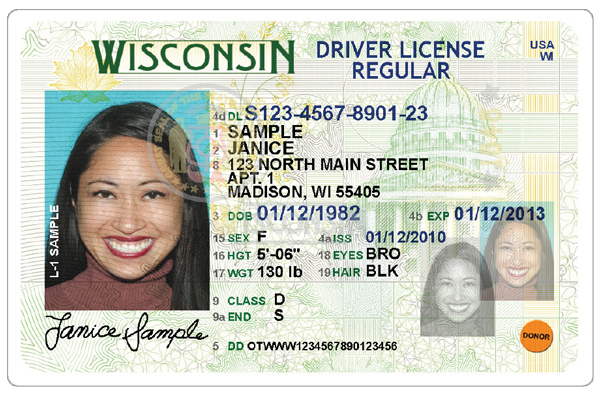 WISCONSIN DRIVER LICENSE
REGULAR
USA
WI
4d DL S123-4567-8901-23
1 SAMPLE
2 JANICE
8 123 NORTH MAIN STREET
APT. 1
MADISON, WI 55405
3 DOB 01/12/1982 4b EXP 01/12/2013
15 SEX F 4a ISS 01/12/2010
16 HGT 5'-06" 18 EYES BRO
17 WGT 130 lb 19 HAIR BLK
9 CLASS D
9a END S
5 DD OTWWW1234567890123456
L-1 SAMPLE
Janice Sample
DONOR